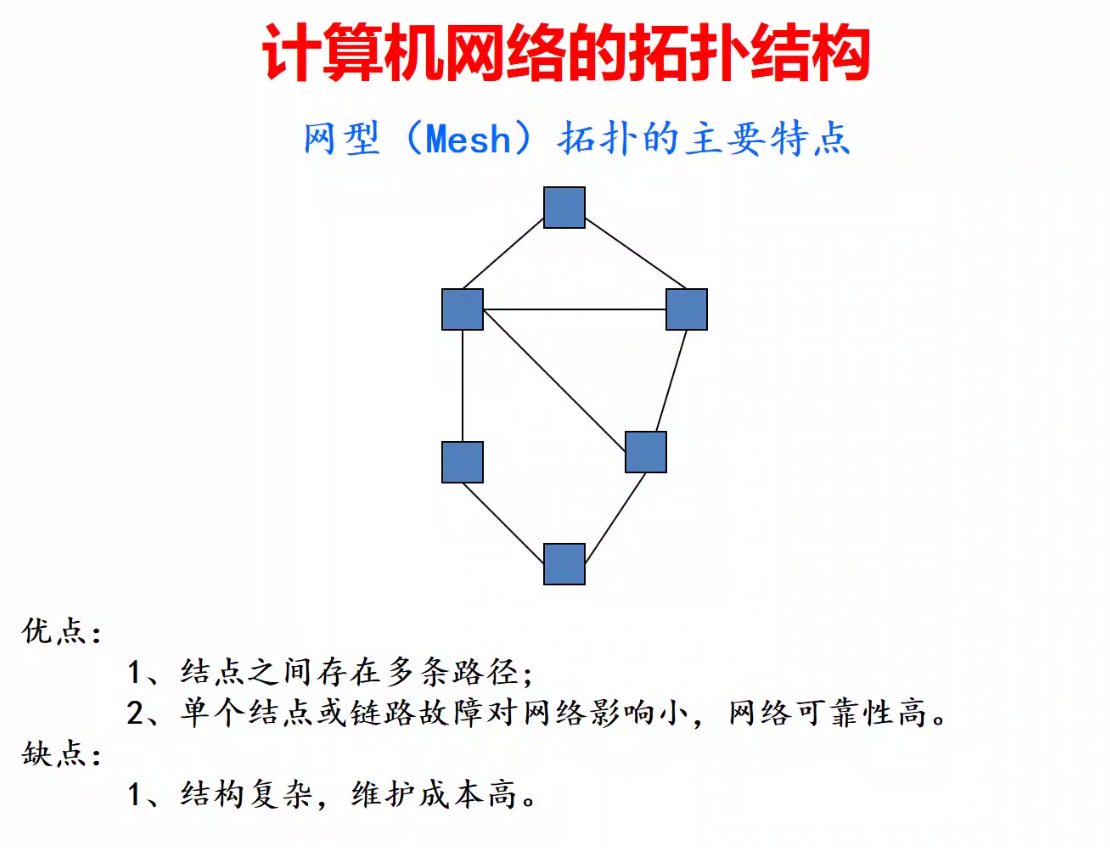 计算机网络的拓扑结构
网型（Mesh）拓扑的主要特点
优点：
1、结点之间存在多条路径；
2、单个结点或链路故障对网络影响小，网络可靠性高。
缺点：
1、结构复杂，维护成本高。